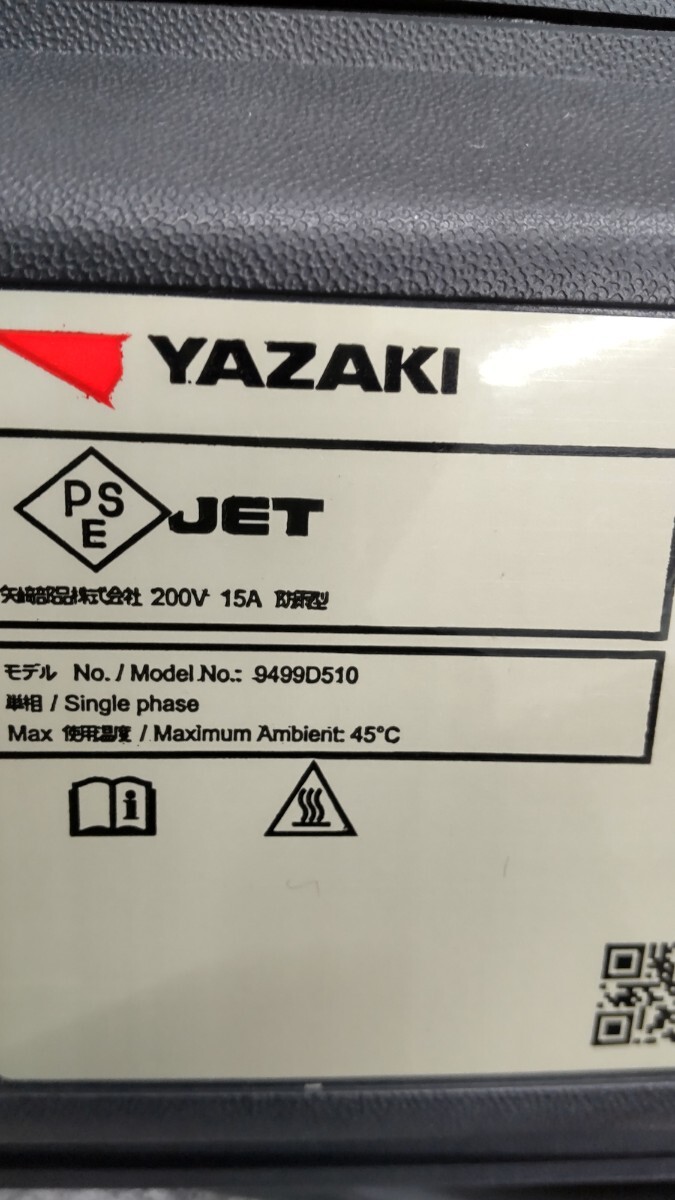 YAZAKI
PS
E
JET
矢崎部品株式会社 200V 15A 防雨型
モデル No. / Model No.: 9499D510
単相 / Single phase
Max 使用温度 / Maximum Ambient: 45°C